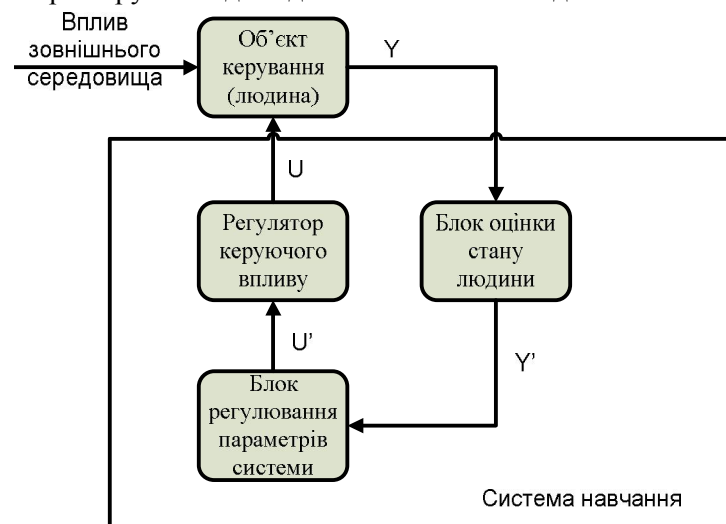 Вплив
зовнішнього
середовища
Об’єкт
керування
(людина)
Y
U
Регулятор
керуючого
впливу
Блок оцінки
стану
людини
U’
Y’
Блок
регулювання
параметрів
системи
Система навчання